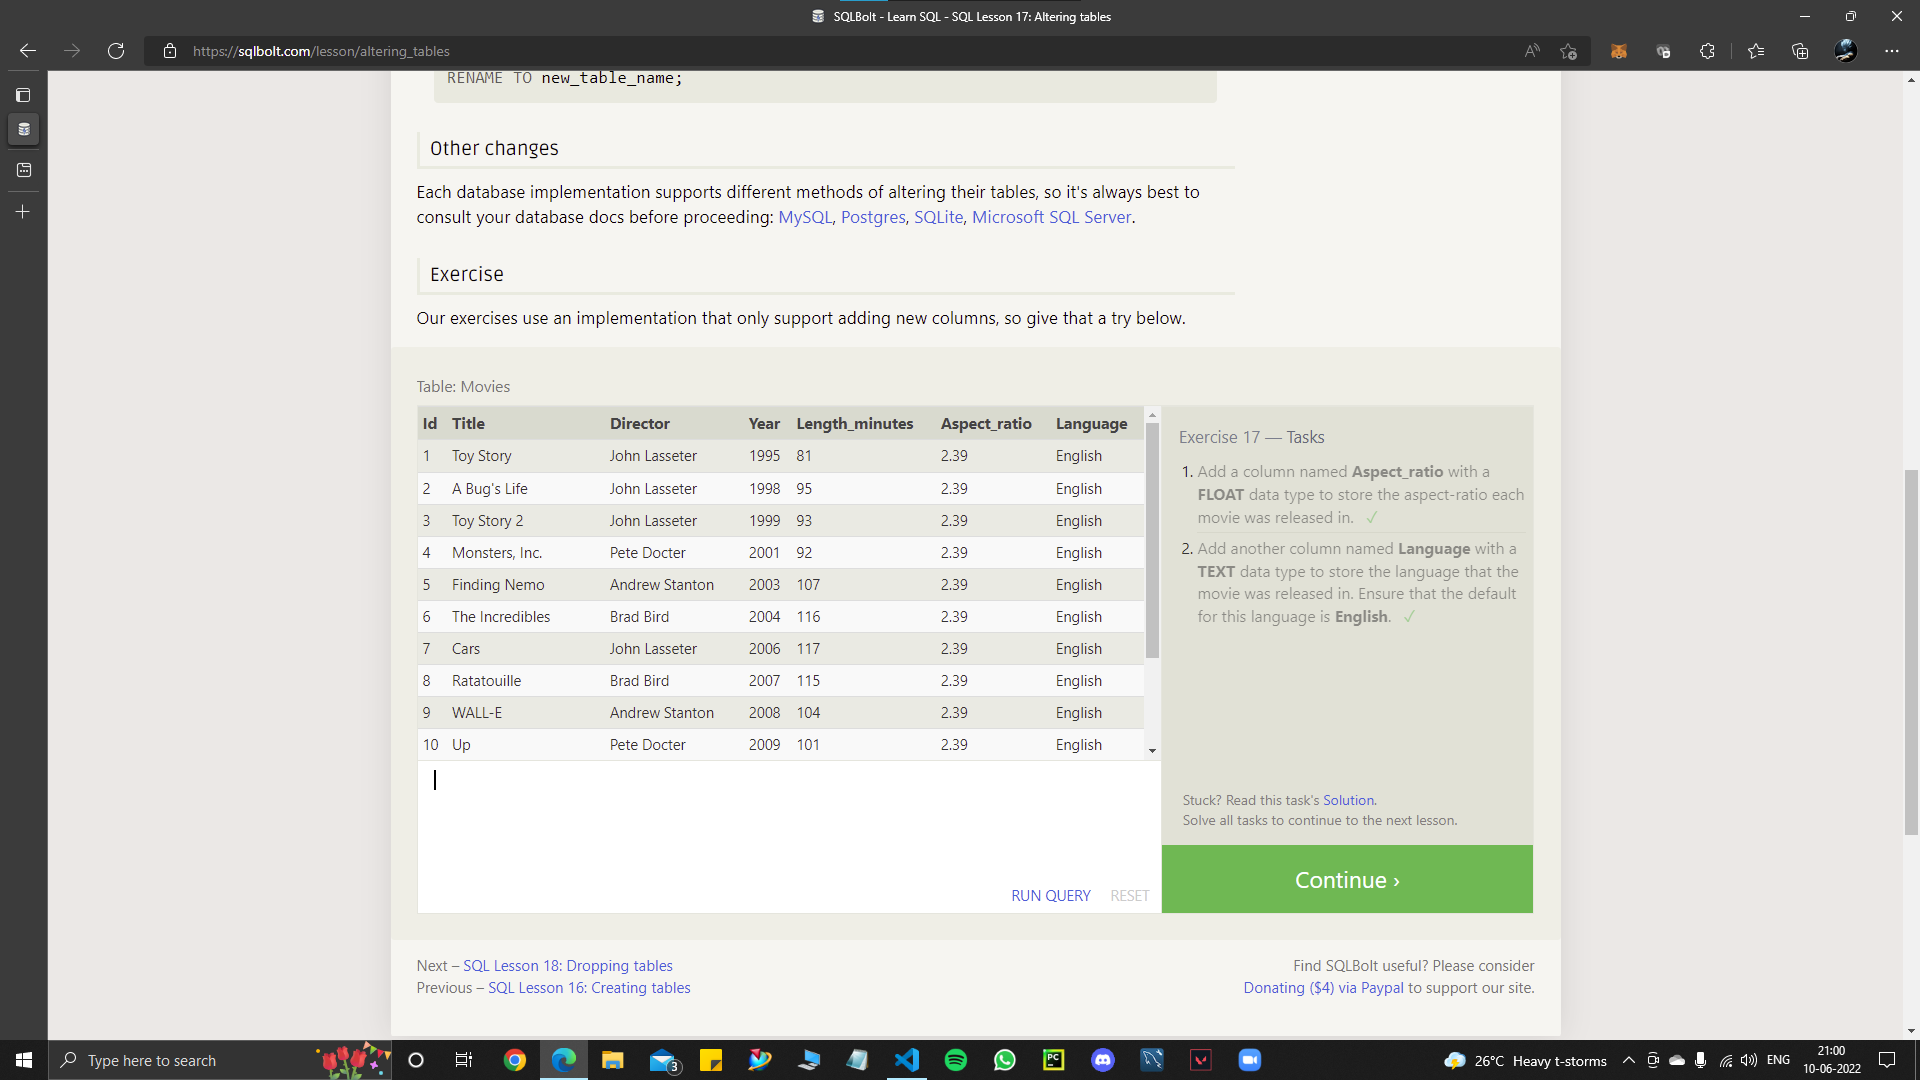 SQLBolt - Learn SQL - SQL Lesson 17: Altering tables
https://sqlbolt.com/lesson/altering_tables
RENAME TO new_table_name;
Other changes
Each database implementation supports different methods of altering their tables, so it's always best to
consult your database docs before proceeding: MySQL, Postgres, SQLite, Microsoft SQL Server.
Exercise
Our exercises use an implementation that only support adding new columns, so give that a try below.
Table: Movies
Id Title Director Year Length_minutes Aspect_ratio Language
1 Toy Story John Lasseter 1995 81 2.39 English
2 A Bug's Life John Lasseter 1998 95 2.39 English
3 Toy Story 2 John Lasseter 1999 93 2.39 English
4 Monsters, Inc. Pete Docter 2001 92 2.39 English
5 Finding Nemo Andrew Stanton 2003 107 2.39 English
6 The Incredibles Brad Bird 2004 116 2.39 English
7 Cars John Lasseter 2006 117 2.39 English
8 Ratatouille Brad Bird 2007 115 2.39 English
9 WALL-E Andrew Stanton 2008 104 2.39 English
10 Up Pete Docter 2009 101 2.39 English
RUN QUERY RESET
Exercise 17 — Tasks
1. Add a column named Aspect_ratio with a
FLOAT data type to store the aspect-ratio each
movie was released in. ✓
2. Add another column named Language with a
TEXT data type to store the language that the
movie was released in. Ensure that the default
for this language is English. ✓
Stuck? Read this task's Solution.
Solve all tasks to continue to the next lesson.
Continue ›
Next – SQL Lesson 18: Dropping tables
Previous – SQL Lesson 16: Creating tables
Find SQLBolt useful? Please consider
Donating ($4) via Paypal to support our site.
Type here to search
3
PC
26°C Heavy t-storms
ENG
21:00
10-06-2022